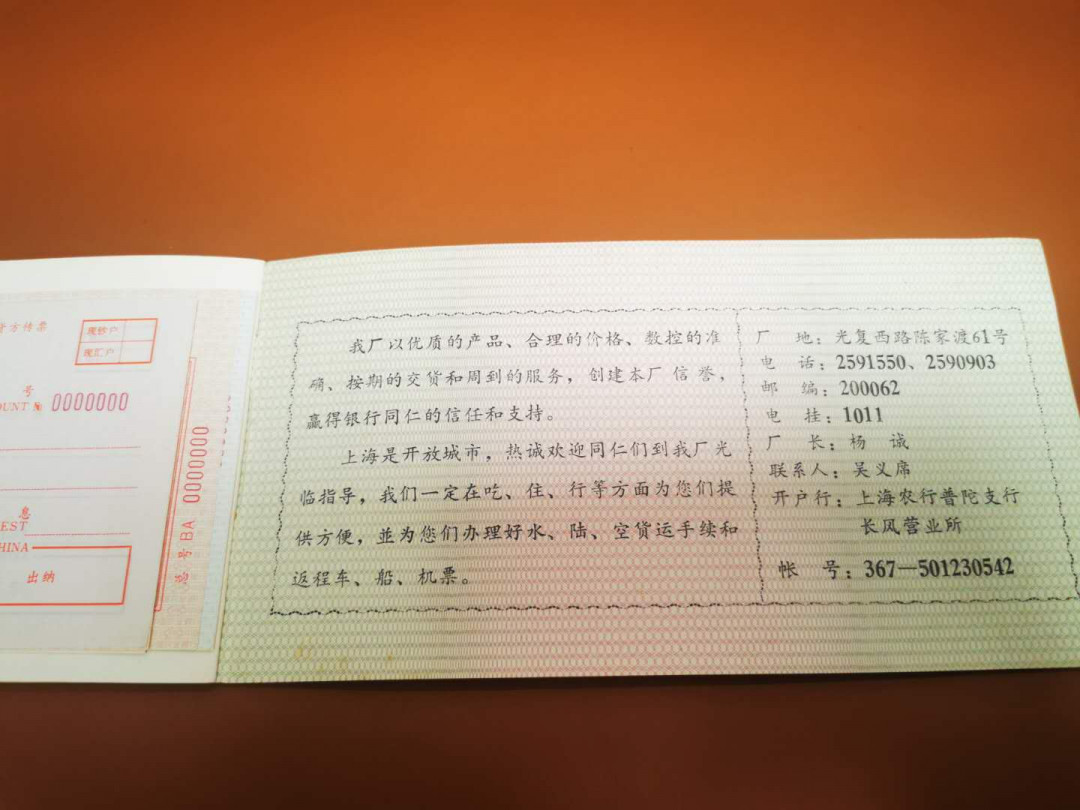 方传票
现钞户
现汇户
号
OUNT № 0000000
息
EST
HINA
出纳
总号BA 0000000
我厂以优质的产品、合理的价格、数控的准
确、按期的交货和周到的服务，创建本厂信誉，
赢得银行同仁的信任和支持。
上海是开放城市，热诚欢迎同仁们到我厂光
临指导，我们一定在吃、住、行等方面为您们提
供方便，並为您们办理好水、陆、空货运手续和
返程车、船、机票。
厂 地：光复西路陈家渡61号
电 话：2591550、2590903
邮 编：200062
电 挂：1011
厂 长：杨 诚
联系人：吴义席
开户行：上海农行普陀支行
长风营业所
帐 号：367—501230542